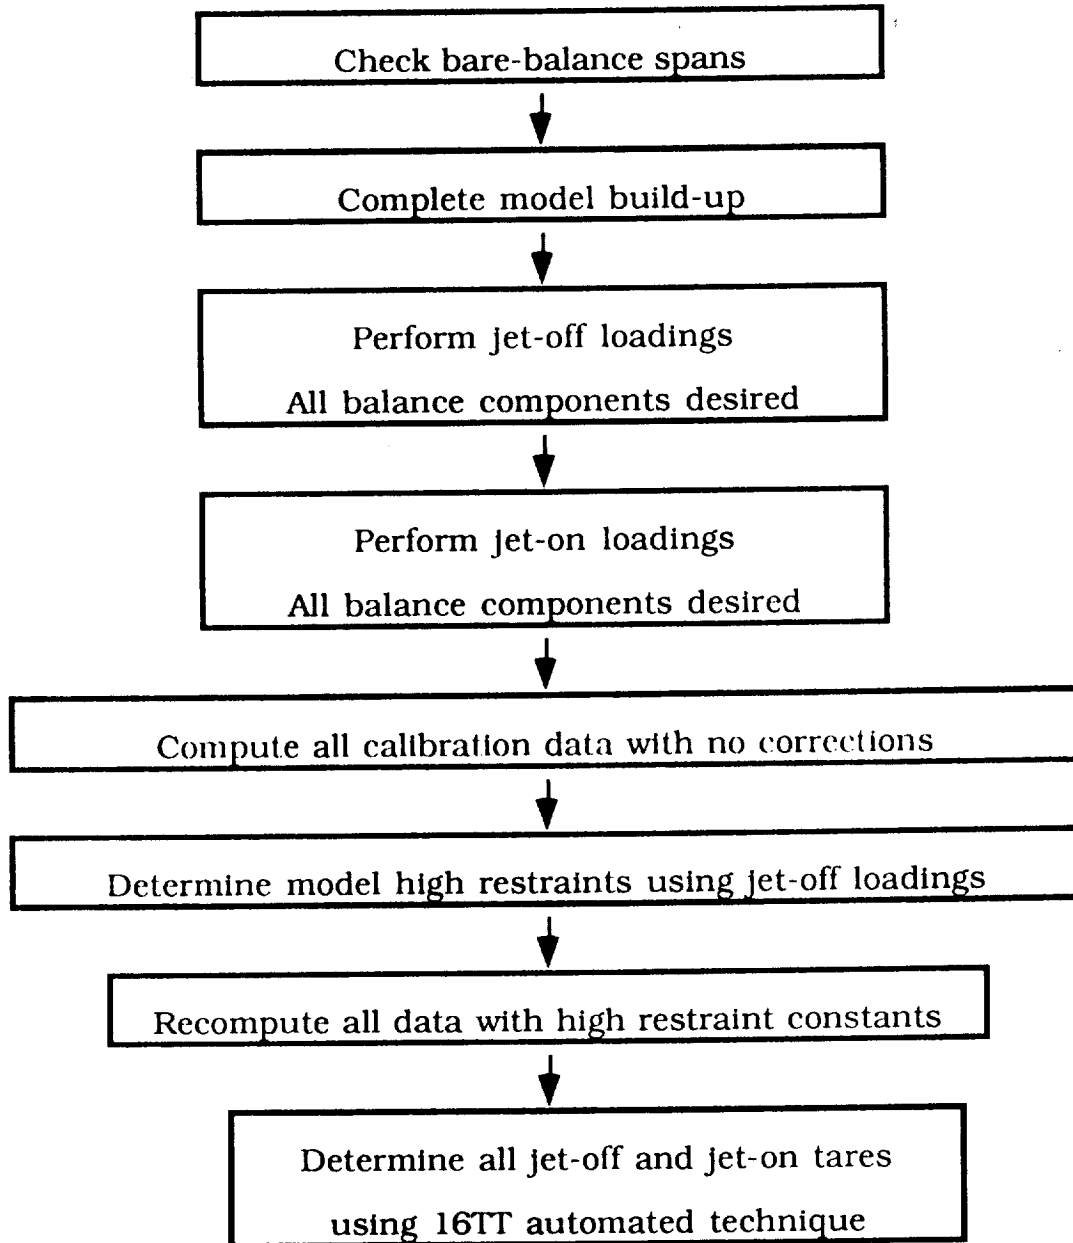 Check bare-balance spans
Complete model build-up
Perform jet-off loadings
All balance components desired
Perform jet-on loadings
All balance components desired
Compute all calibration data with no corrections
Determine model high restraints using jet-off loadings
Recompute all data with high restraint constants
Determine all jet-off and jet-on tares
using 16TT automated technique